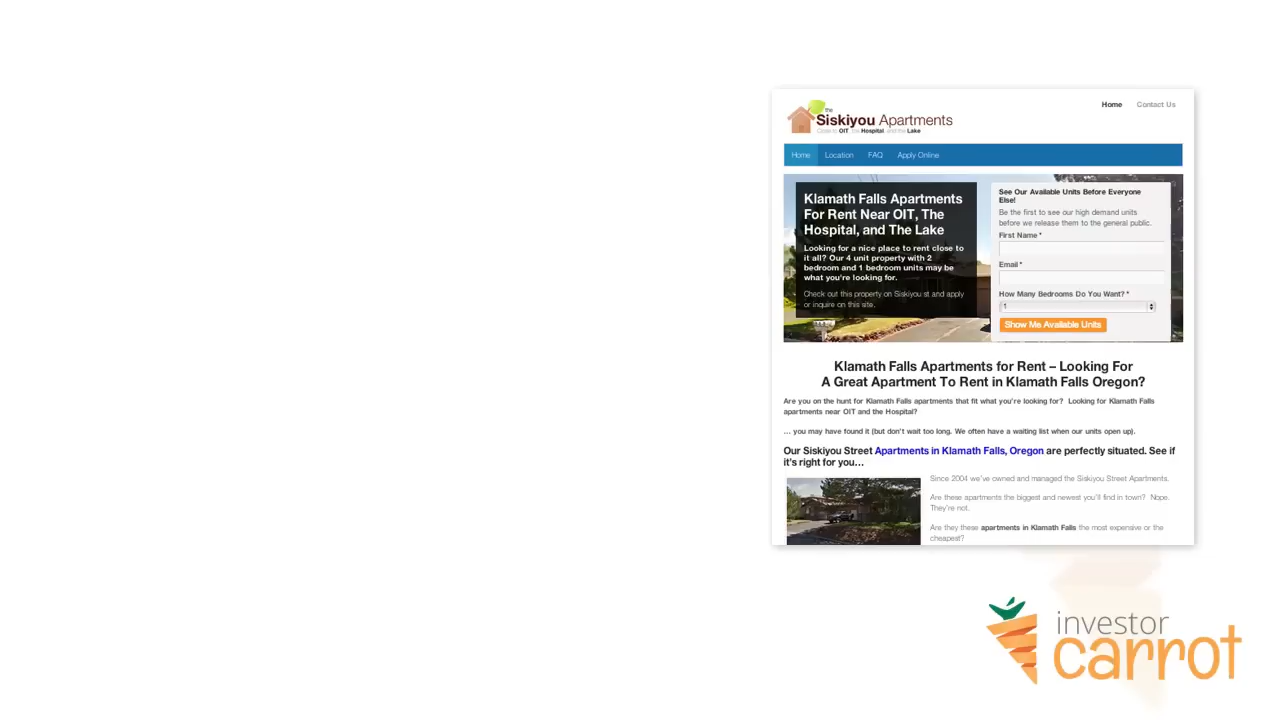 Home Contact Us
the
Siskiyou Apartments
Close to OIT, the Hospital, and the Lake
Home Location FAQ Apply Online
Klamath Falls Apartments
For Rent Near OIT, The
Hospital, and The Lake
Looking for a nice place to rent close to
it all? Our 4 unit property with 2
bedroom and 1 bedroom units may be
what you're looking for.
Check out this property on Siskiyou st and apply
or inquire on this site.
See Our Available Units Before Everyone
Else!
Be the first to see our high demand units
before we release them to the general public.
First Name *
Email *
How Many Bedrooms Do You Want? *
1
Show Me Available Units
Klamath Falls Apartments for Rent – Looking For
A Great Apartment To Rent in Klamath Falls Oregon?
Are you on the hunt for Klamath Falls apartments that fit what you're looking for? Looking for Klamath Falls
apartments near OIT and the Hospital?
... you may have found it (but don't wait too long. We often have a waiting list when our units open up).
Our Siskiyou Street Apartments in Klamath Falls, Oregon are perfectly situated. See if
it's right for you...
Since 2004 we've owned and managed the Siskiyou Street Apartments.
Are these apartments the biggest and newest you'll find in town? Nope.
They're not.
Are they these apartments in Klamath Falls the most expensive or the
cheapest?
investor
carrot